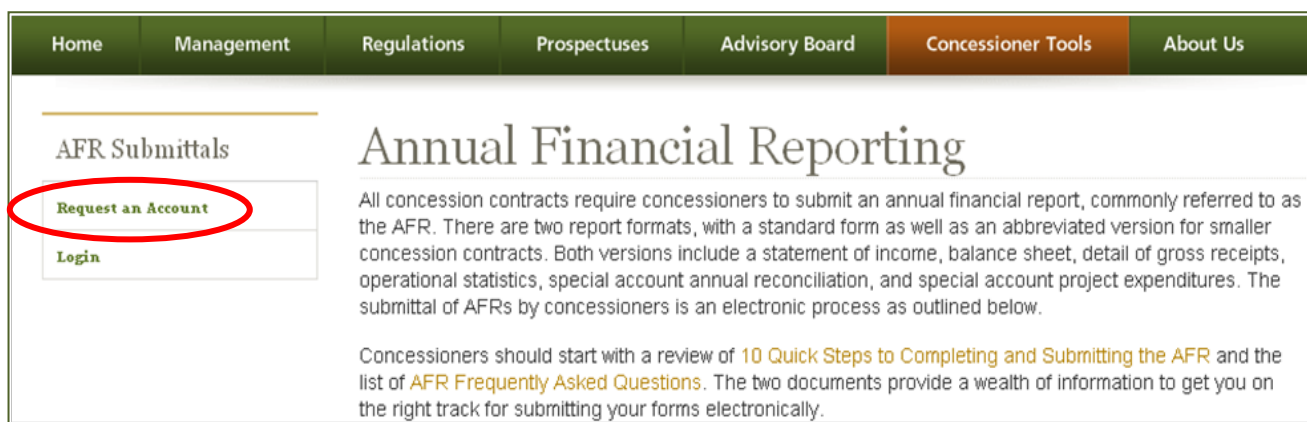 Home Management Regulations Prospectuses Advisory Board Concessioner Tools About Us
AFR Submittals
Request an Account
Login
Annual Financial Reporting
All concession contracts require concessioners to submit an annual financial report, commonly referred to as
the AFR. There are two report formats, with a standard form as well as an abbreviated version for smaller
concession contracts. Both versions include a statement of income, balance sheet, detail of gross receipts,
operational statistics, special account annual reconciliation, and special account project expenditures. The
submittal of AFRs by concessioners is an electronic process as outlined below.
Concessioners should start with a review of 10 Quick Steps to Completing and Submitting the AFR and the
list of AFR Frequently Asked Questions. The two documents provide a wealth of information to get you on
the right track for submitting your forms electronically.